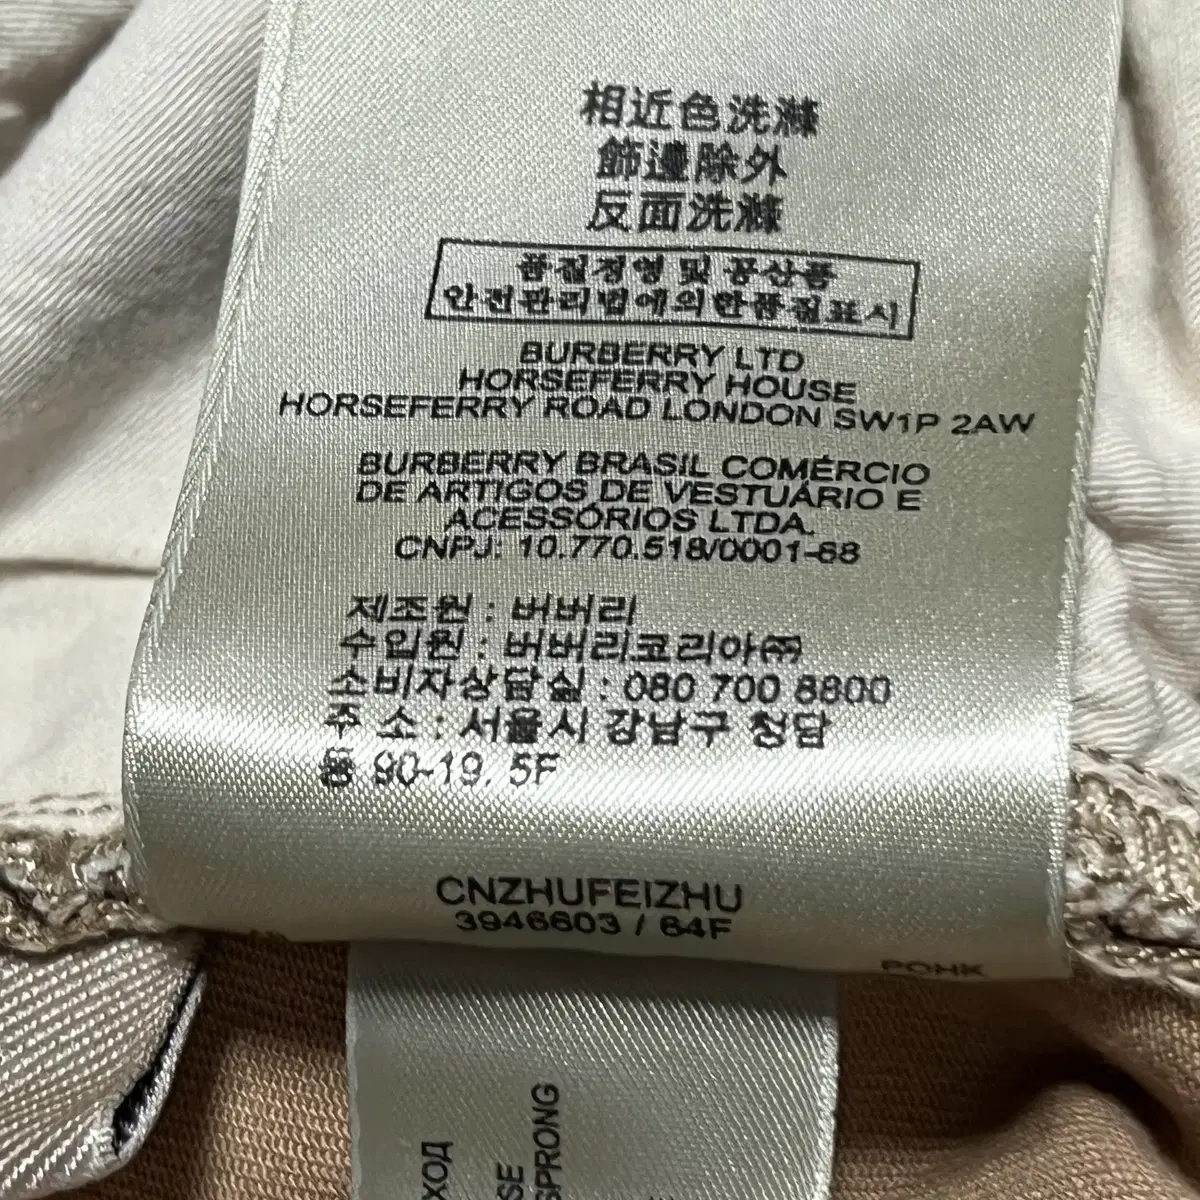 相近色洗滌
飾邊除外
反面洗滌
품질경영 및 공산품
안전관리법에의한품질표시
BURBERRY LTD
HORSEFERRY HOUSE
HORSEFERRY ROAD LONDON SW1P 2AW
BURBERRY BRASIL COMÉRCIO
DE ARTIGOS DE VESTUÁRIO E
ACESSÓRIOS LTDA.
CNPJ: 10.770.518/0001-68
제조원 : 버버리
수입원 : 버버리코리아㈜
소비자상담실 : 080 700 8800
주 소 : 서울시 강남구 청담
동 90-19, 5F
CNZHUFEIZHU
3946603 / 64F
POHK
ХОД
SE
SPRONG